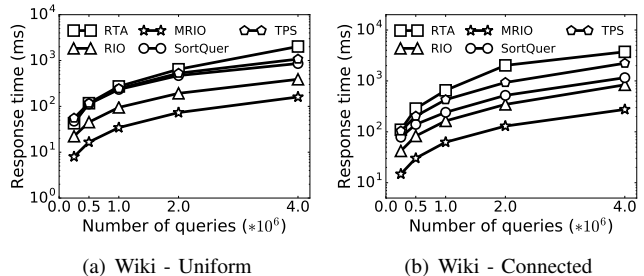 Response time (ms)
10^4
10^3
10^2
10^1
10^0
RTA MRIO TPS
RIO SortQuer
0.0 0.5 1.0 2.0 4.0
Number of queries (*10^6)
(a) Wiki - Uniform
Response time (ms)
10^4
10^3
10^2
10^1
RTA MRIO TPS
RIO SortQuer
0.0 0.5 1.0 2.0 4.0
Number of queries (*10^6)
(b) Wiki - Connected